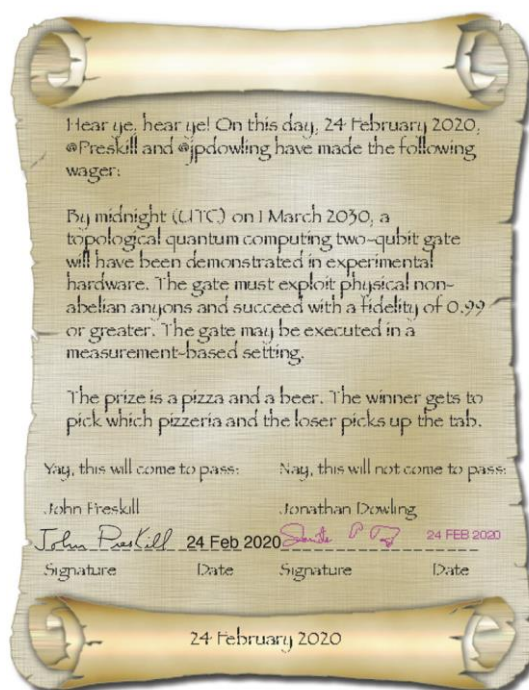 Hear ye, hear ye! On this day, 24 February 2020,
@Preskill and @jpdowling have made the following
wager:
By midnight (UTC) on 1 March 2030, a
topological quantum computing two-qubit gate
will have been demonstrated in experimental
hardware. The gate must exploit physical non-
abelian anyons and succeed with a fidelity of 0.99
or greater. The gate may be executed in a
measurement-based setting.
The prize is a pizza and a beer. The winner gets to
pick which pizzeria and the loser picks up the tab.
Yay, this will come to pass: Nay, this will not come to pass:
John Preskill Jonathan Dowling
John Preskill 24 Feb 2020 24 FEB 2020
Signature Date Signature Date
24 February 2020